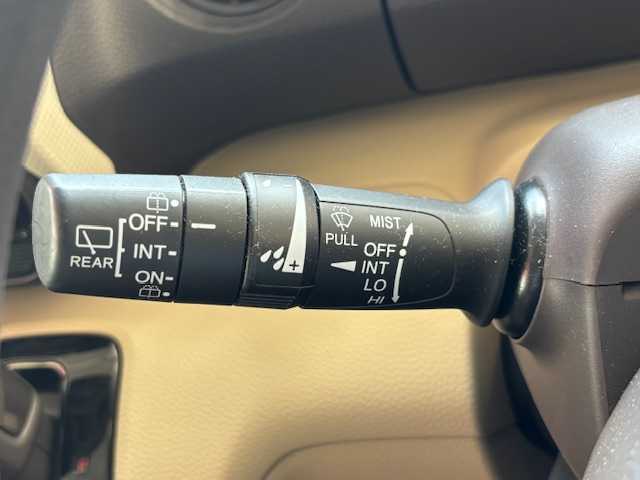 REAR
OFF
INT
ON
+
PULL
MIST
OFF
INT
LO
HI